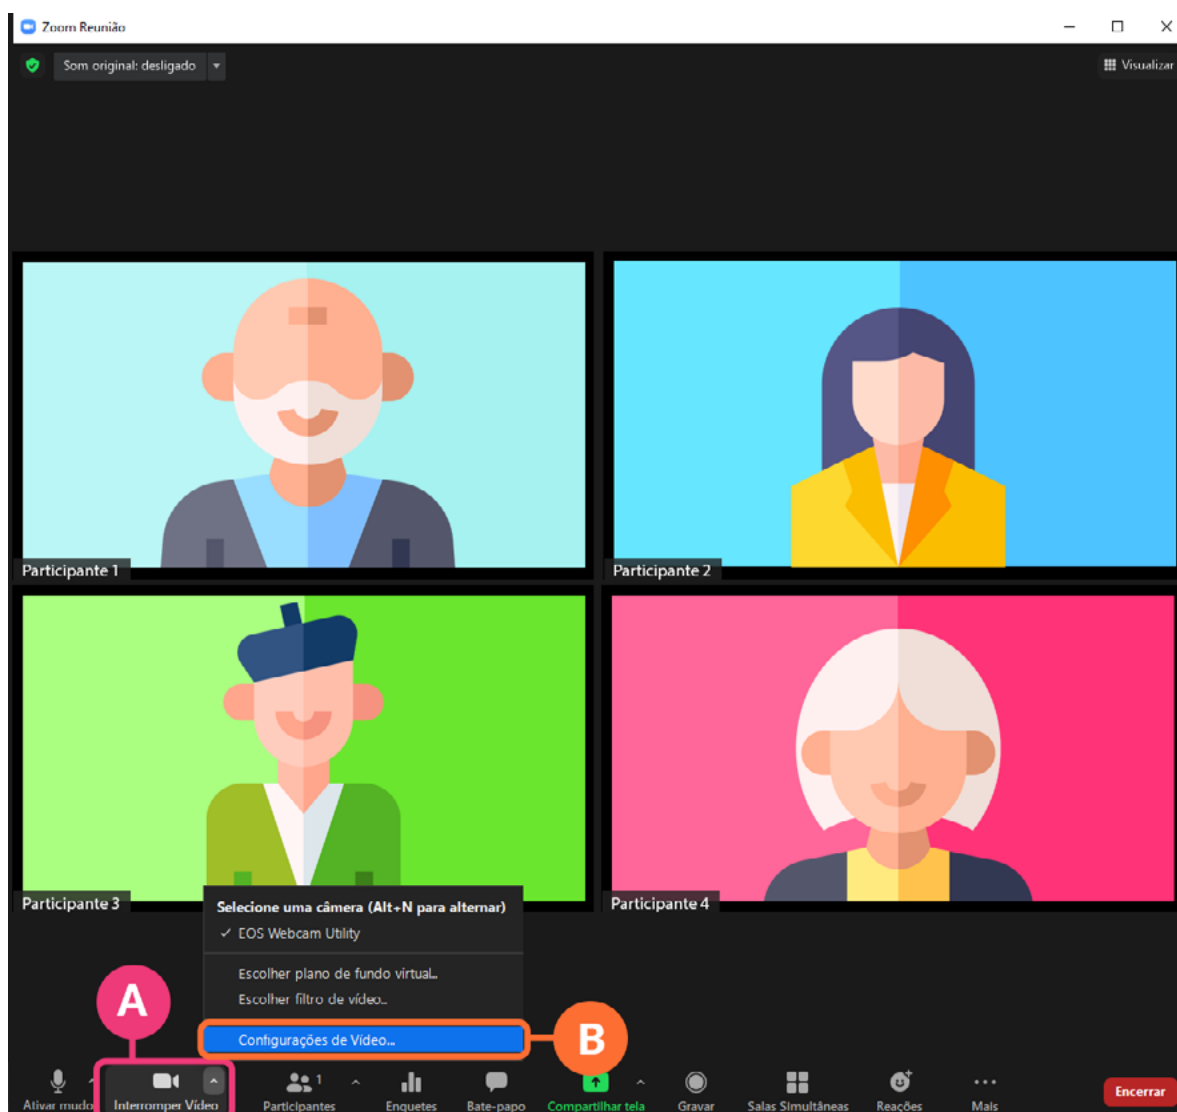 Zoom Reunião
Som original: desligado
Visualizar
Participante 1
Participante 2
Participante 3
Participante 4
Selecione uma câmera (Alt+N para alternar)
EOS Webcam Utility
Escolher plano de fundo virtual...
Escolher filtro de vídeo...
Configurações de Vídeo...
A
B
1
Ativar mudo
Interromper Vídeo
Participantes
Enquetes
Bate-papo
Compartilhar tela
Gravar
Salas Simultâneas
Reações
Mais
Encerrar